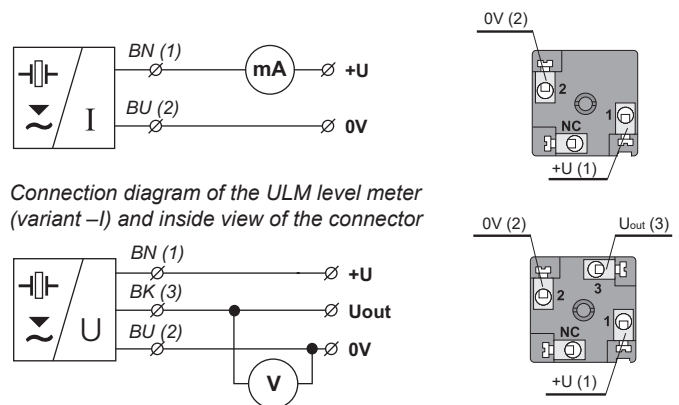 BN (1)
mA
+U
BU (2)
I
0V
0V (2)
2
1
NC
+U (1)
Connection diagram of the ULM level meter
(variant –I) and inside view of the connector
BN (1)
+U
BK (3)
Uout
U
BU (2)
0V
V
0V (2)
Uout (3)
3
2
1
NC
+U (1)